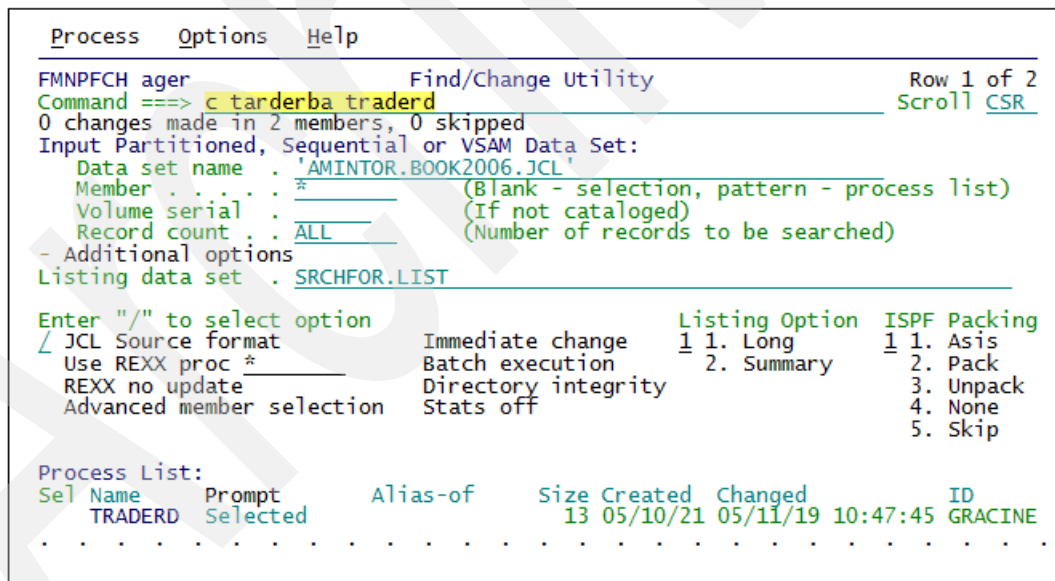 Process Options Help
FMNPFCH ager Find/Change Utility Row 1 of 2
Command ===> c tarderba traderd Scroll CSR
0 changes made in 2 members, 0 skipped
Input Partitioned, Sequential or VSAM Data Set:
Data set name . 'AMINTOR.BOOK2006.JCL'
Member . . . . . * (Blank - selection, pattern - process list)
Volume serial . (If not cataloged)
Record count . . ALL (Number of records to be searched)
- Additional options
Listing data set . SRCHFOR.LIST
Enter "/" to select option Listing Option ISPF Packing
/ JCL Source format Immediate change 1 1. Long 1 1. Asis
Use REXX proc * Batch execution 2. Summary 2. Pack
REXX no update Directory integrity 3. Unpack
Advanced member selection Stats off 4. None
5. Skip
Process List:
Sel Name Prompt Alias-of Size Created Changed ID
TRADERD Selected 13 05/10/21 05/11/19 10:47:45 GRACINE
. . . . . . . . . . . . . . . . . . . . . . . . . . .